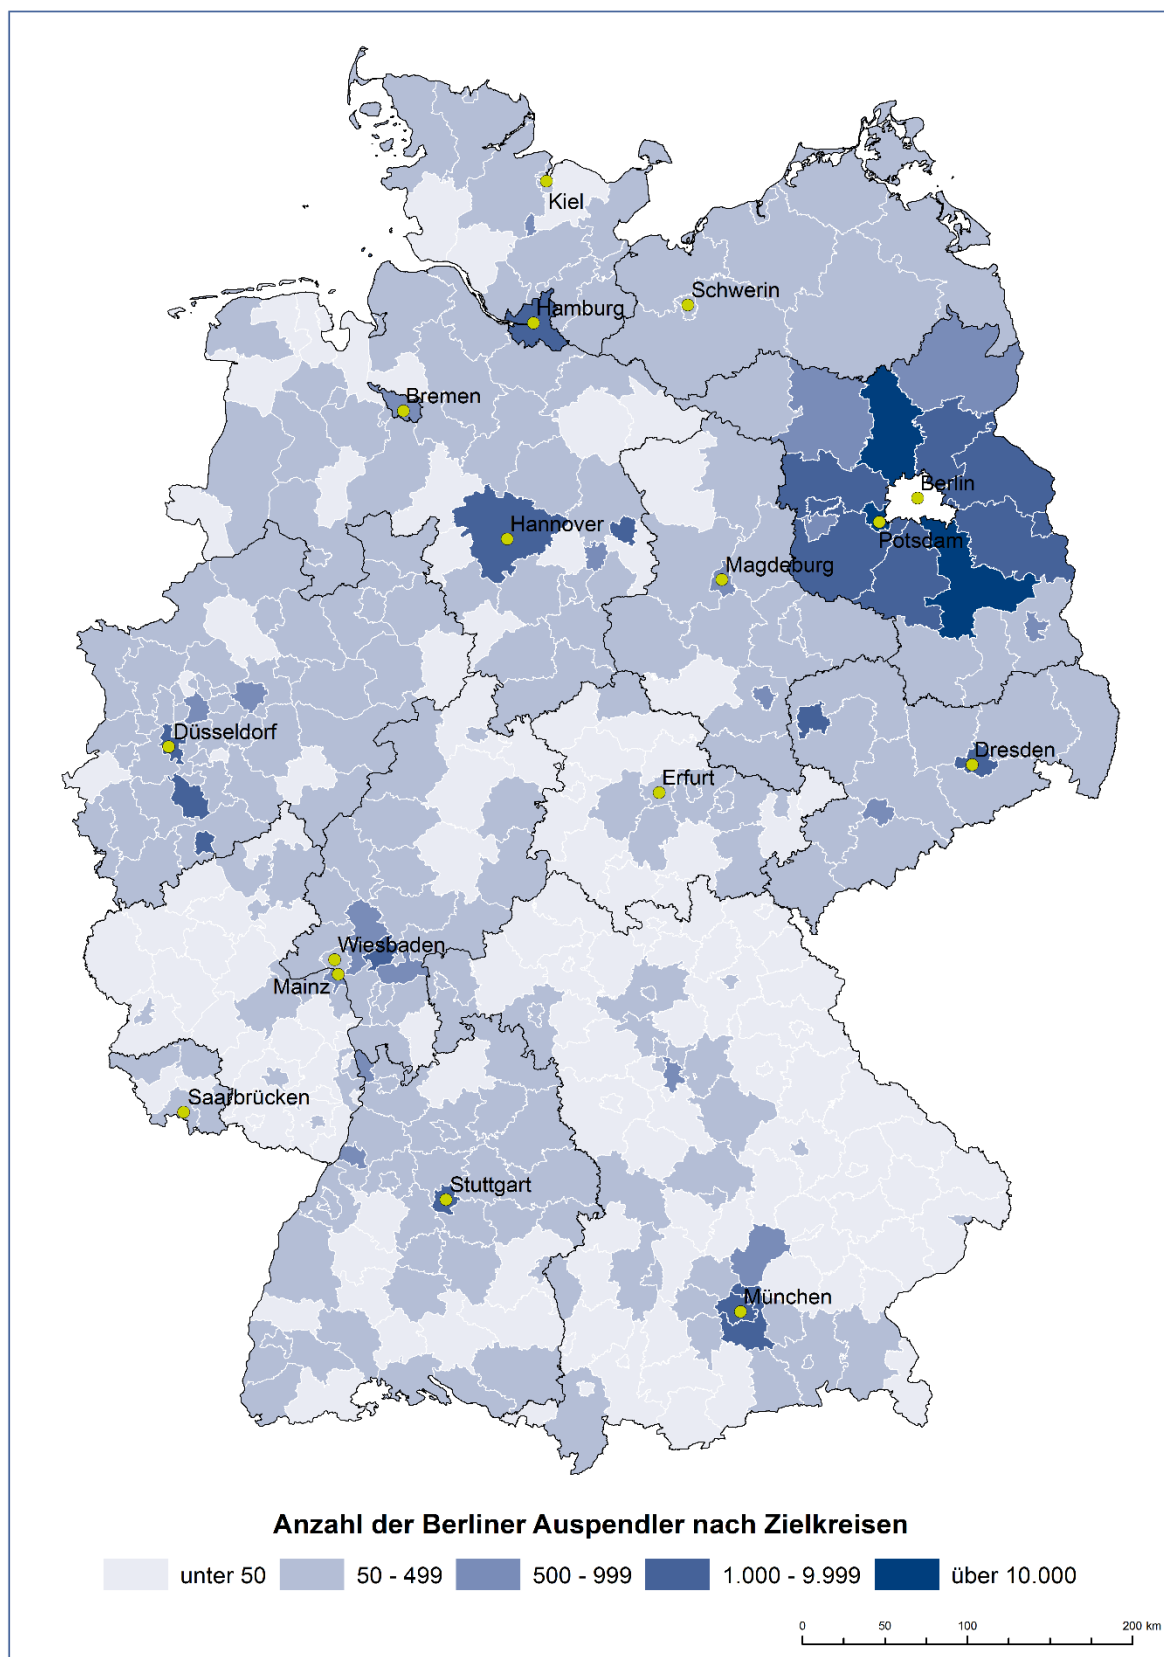 Kiel
Schwerin
Hamburg
Bremen
Berlin
Hannover
Potsdam
Magdeburg
Düsseldorf
Dresden
Erfurt
Wiesbaden
Mainz
Saarbrücken
Stuttgart
München
Anzahl der Berliner Auspendler nach Zielkreisen
unter 50 50 - 499 500 - 999 1.000 - 9.999 über 10.000
0 50 100 200 km